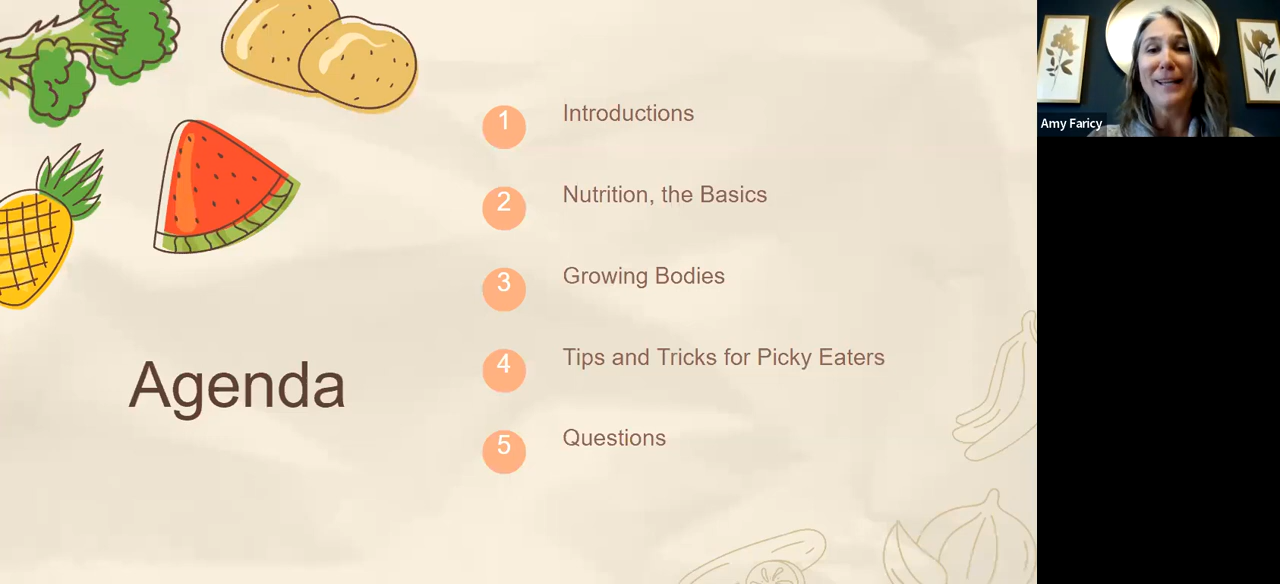 Agenda
1
Introductions
2
Nutrition, the Basics
3
Growing Bodies
4
Tips and Tricks for Picky Eaters
5
Questions
Amy Faricy